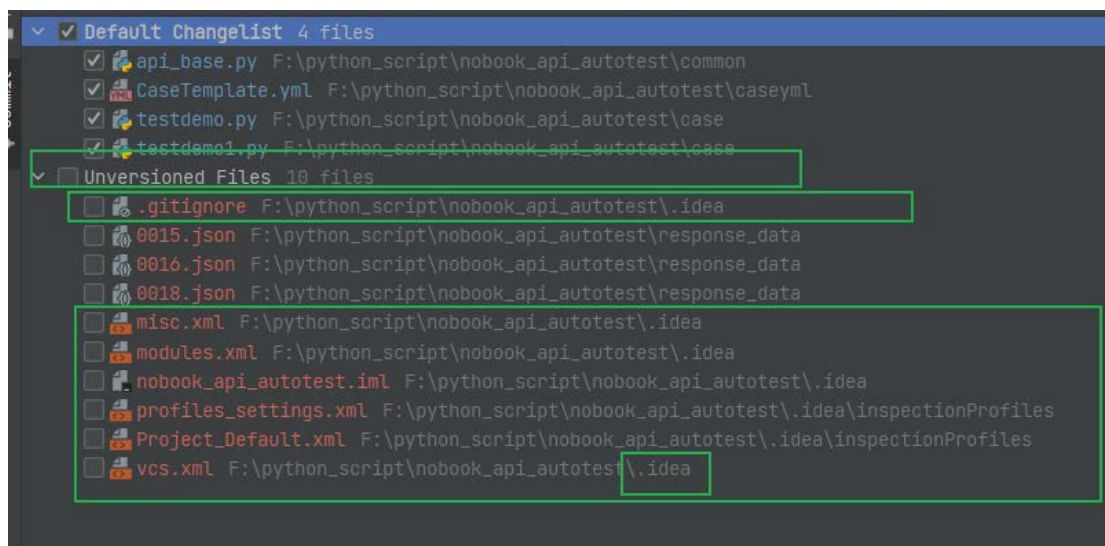 Default Changelist 4 files
api_base.py F:\python_script\nobook_api_autotest\common
CaseTemplate.yml F:\python_script\nobook_api_autotest\caseyml
testdemo.py F:\python_script\nobook_api_autotest\case
testdemo1.py F:\python_script\nobook_api_autotest\case
Unversioned Files 10 files
.gitignore F:\python_script\nobook_api_autotest\.idea
0015.json F:\python_script\nobook_api_autotest\response_data
0016.json F:\python_script\nobook_api_autotest\response_data
0018.json F:\python_script\nobook_api_autotest\response_data
misc.xml F:\python_script\nobook_api_autotest\.idea
modules.xml F:\python_script\nobook_api_autotest\.idea
nobook_api_autotest.iml F:\python_script\nobook_api_autotest\.idea
profiles_settings.xml F:\python_script\nobook_api_autotest\.idea\inspectionProfiles
Project_Default.xml F:\python_script\nobook_api_autotest\.idea\inspectionProfiles
vcs.xml F:\python_script\nobook_api_autotest\.idea